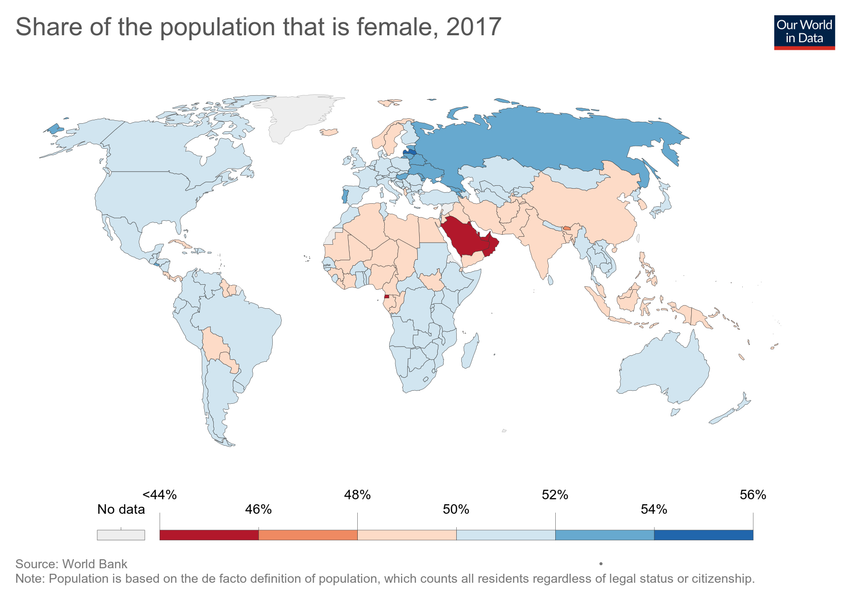 Share of the population that is female, 2017
Our World
in Data
<44% 48% 52% 56%
No data 46% 50% 54%
Source: World Bank
Note: Population is based on the de facto definition of population, which counts all residents regardless of legal status or citizenship.